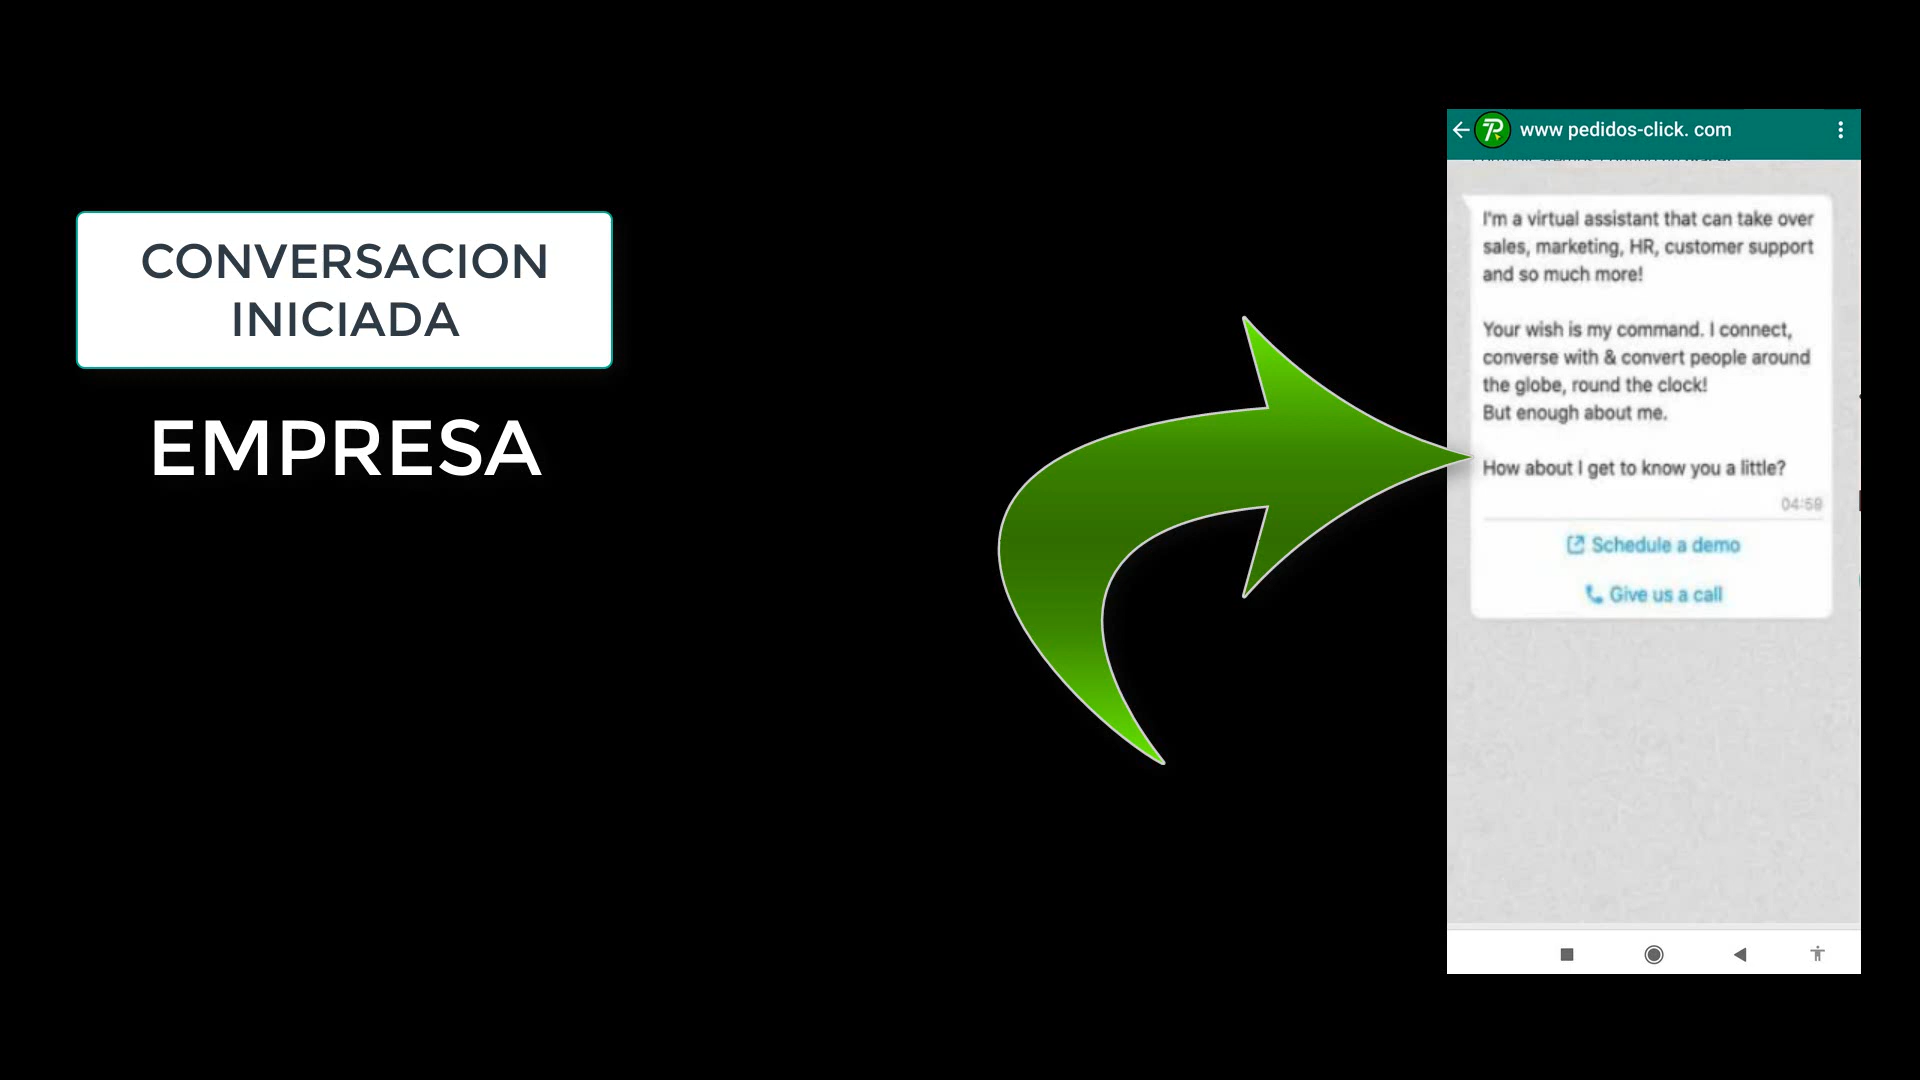 CONVERSACION
INICIADA
EMPRESA
www pedidos-click. com
I'm a virtual assistant that can take over
sales, marketing, HR, customer support
and so much more!
Your wish is my command. I connect,
converse with & convert people around
the globe, round the clock!
But enough about me.
How about I get to know you a little?
04:59
Schedule a demo
Give us a call